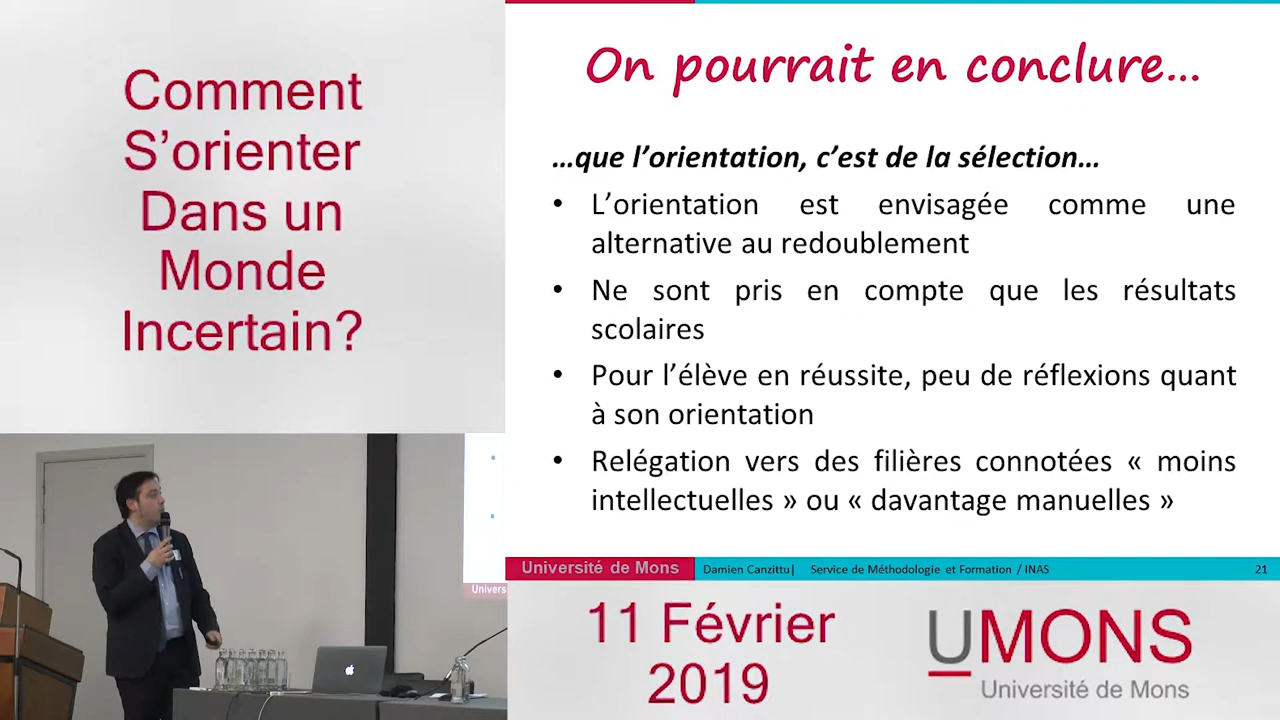 Comment
S'orienter
Dans un
Monde
Incertain?
On pourrait en conclure...
...que l'orientation, c'est de la sélection...
• L'orientation est envisagée comme une
alternative au redoublement
• Ne sont pris en compte que les résultats
scolaires
• Pour l'élève en réussite, peu de réflexions quant
à son orientation
• Relégation vers des filières connotées « moins
intellectuelles » ou « davantage manuelles »
Université de Mons
Damien Canzittu| Service de Méthodologie et Formation / INAS
21
Univers
11 Février
2019
UMONS
Université de Mons